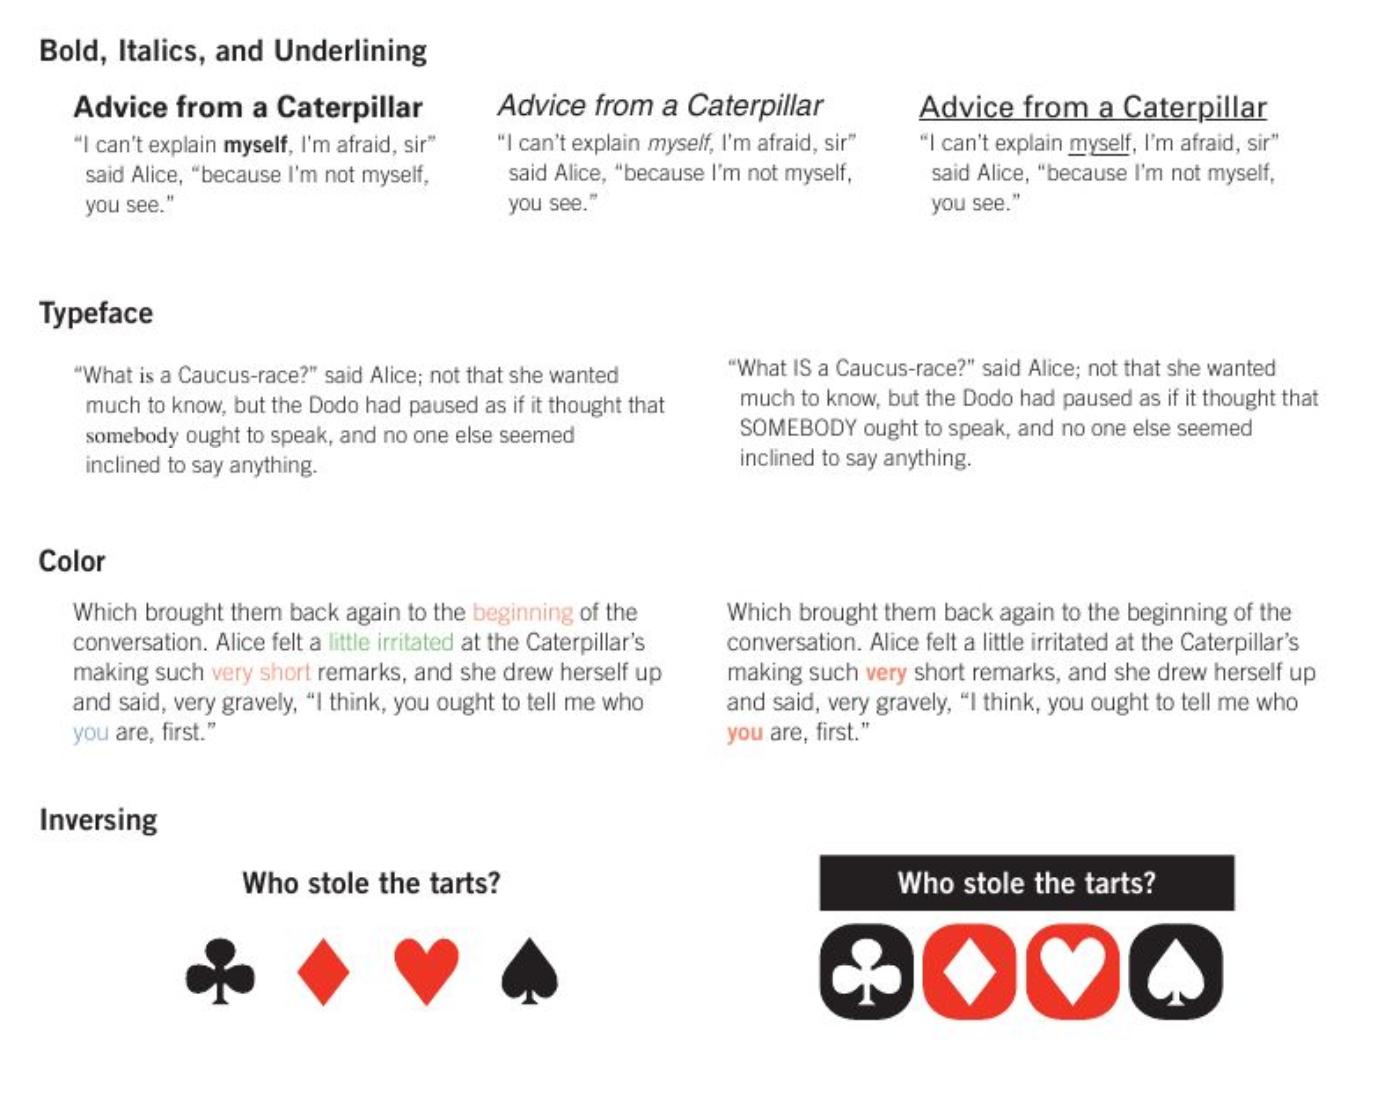 Bold, Italics, and Underlining
Advice from a Caterpillar
“I can’t explain myself, I’m afraid, sir”
said Alice, “because I’m not myself,
you see.”
Advice from a Caterpillar
“I can’t explain myself, I’m afraid, sir”
said Alice, “because I’m not myself,
you see.”
Advice from a Caterpillar
“I can’t explain myself, I’m afraid, sir”
said Alice, “because I’m not myself,
you see.”
Typeface
“What is a Caucus-race?” said Alice; not that she wanted
much to know, but the Dodo had paused as if it thought that
somebody ought to speak, and no one else seemed
inclined to say anything.
“What IS a Caucus-race?” said Alice; not that she wanted
much to know, but the Dodo had paused as if it thought that
SOMEBODY ought to speak, and no one else seemed
inclined to say anything.
Color
Which brought them back again to the beginning of the
conversation. Alice felt a little irritated at the Caterpillar’s
making such very short remarks, and she drew herself up
and said, very gravely, “I think, you ought to tell me who
you are, first.”
Which brought them back again to the beginning of the
conversation. Alice felt a little irritated at the Caterpillar’s
making such very short remarks, and she drew herself up
and said, very gravely, “I think, you ought to tell me who
you are, first.”
Inversing
Who stole the tarts?
Who stole the tarts?